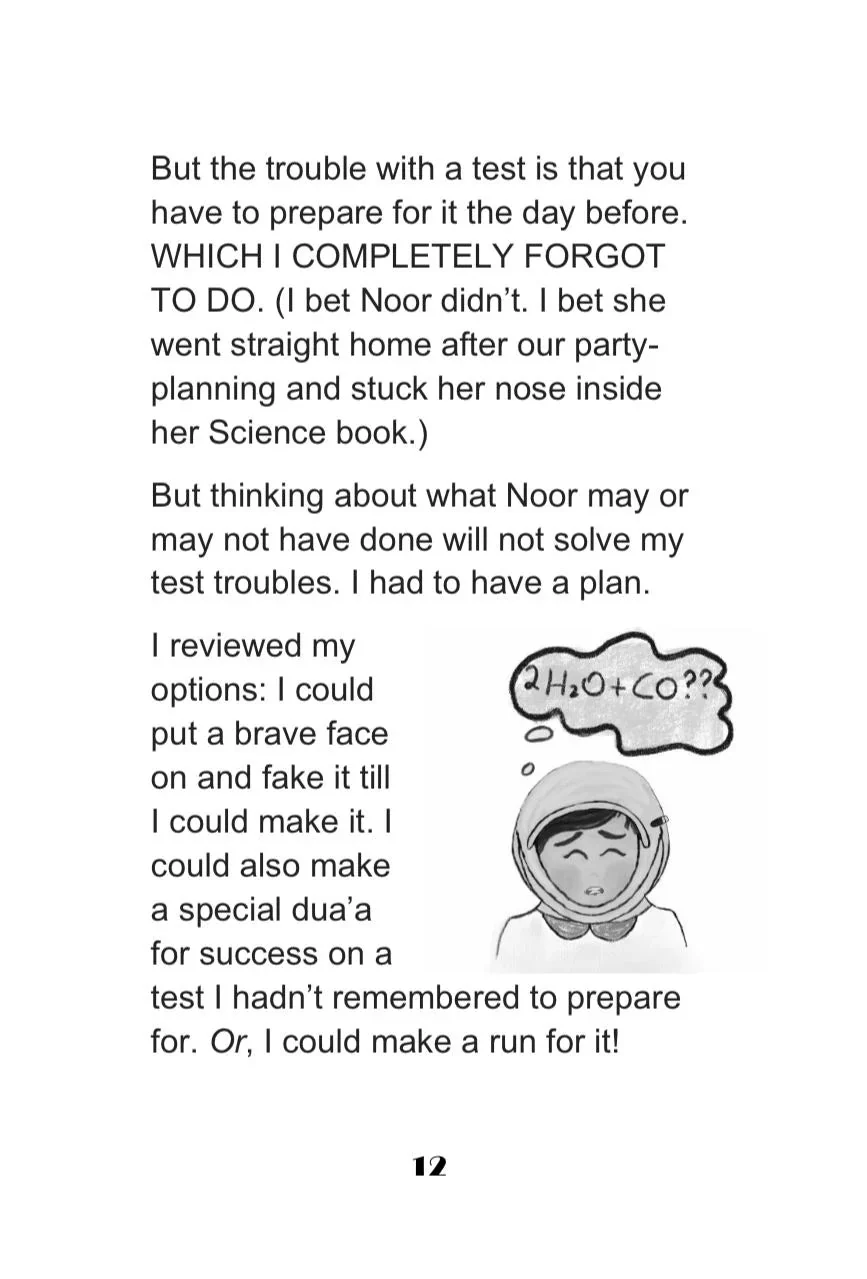 But the trouble with a test is that you
have to prepare for it the day before.
WHICH I COMPLETELY FORGOT
TO DO. (I bet Noor didn’t. I bet she
went straight home after our party-
planning and stuck her nose inside
her Science book.)
But thinking about what Noor may or
may not have done will not solve my
test troubles. I had to have a plan.
I reviewed my
options: I could
put a brave face
on and fake it till
I could make it. I
could also make
a special dua’a
for success on a
test I hadn’t remembered to prepare
for. Or, I could make a run for it!
2H₂O+CO??
12